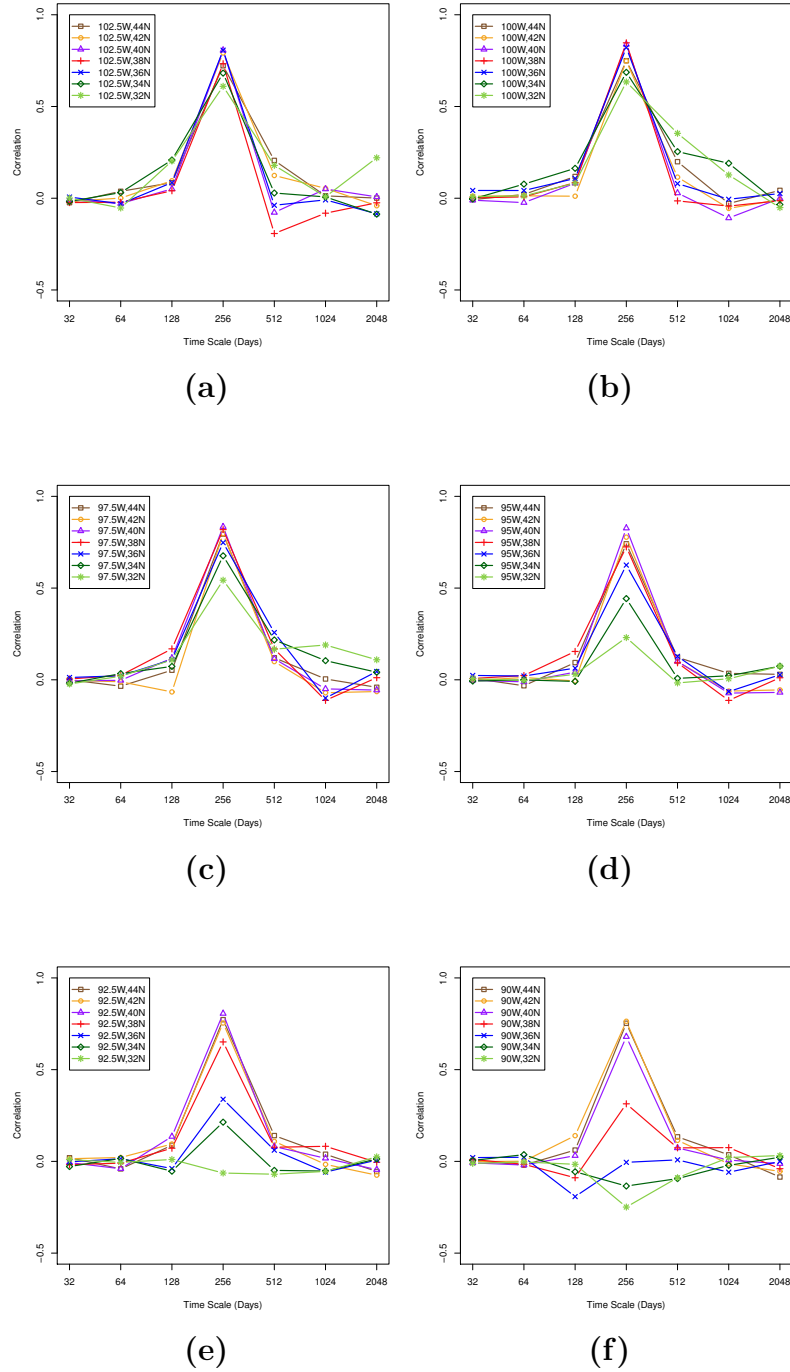 1.0
0.5
0.0
−0.5
Correlation
102.5W,44N
102.5W,42N
102.5W,40N
102.5W,38N
102.5W,36N
102.5W,34N
102.5W,32N
32 64 128 256 512 1024 2048
Time Scale (Days)
(a)
1.0
0.5
0.0
−0.5
Correlation
100W,44N
100W,42N
100W,40N
100W,38N
100W,36N
100W,34N
100W,32N
32 64 128 256 512 1024 2048
Time Scale (Days)
(b)
1.0
0.5
0.0
−0.5
Correlation
97.5W,44N
97.5W,42N
97.5W,40N
97.5W,38N
97.5W,36N
97.5W,34N
97.5W,32N
32 64 128 256 512 1024 2048
Time Scale (Days)
(c)
1.0
0.5
0.0
−0.5
Correlation
95W,44N
95W,42N
95W,40N
95W,38N
95W,36N
95W,34N
95W,32N
32 64 128 256 512 1024 2048
Time Scale (Days)
(d)
1.0
0.5
0.0
−0.5
Correlation
92.5W,44N
92.5W,42N
92.5W,40N
92.5W,38N
92.5W,36N
92.5W,34N
92.5W,32N
32 64 128 256 512 1024 2048
Time Scale (Days)
(e)
1.0
0.5
0.0
−0.5
Correlation
90W,44N
90W,42N
90W,40N
90W,38N
90W,36N
90W,34N
90W,32N
32 64 128 256 512 1024 2048
Time Scale (Days)
(f)